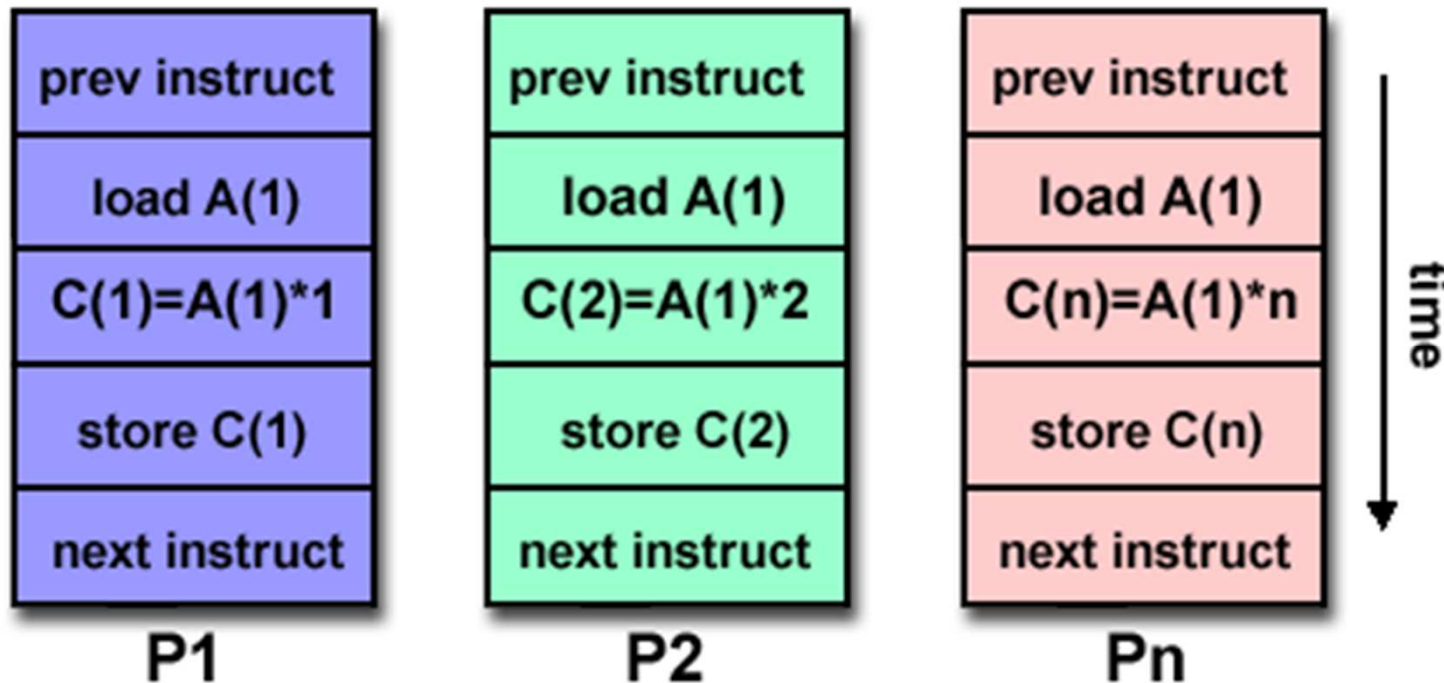 prev instruct
load A(1)
C(1)=A(1)*1
store C(1)
next instruct
P1
prev instruct
load A(1)
C(2)=A(1)*2
store C(2)
next instruct
P2
prev instruct
load A(1)
C(n)=A(1)*n
store C(n)
next instruct
Pn
time